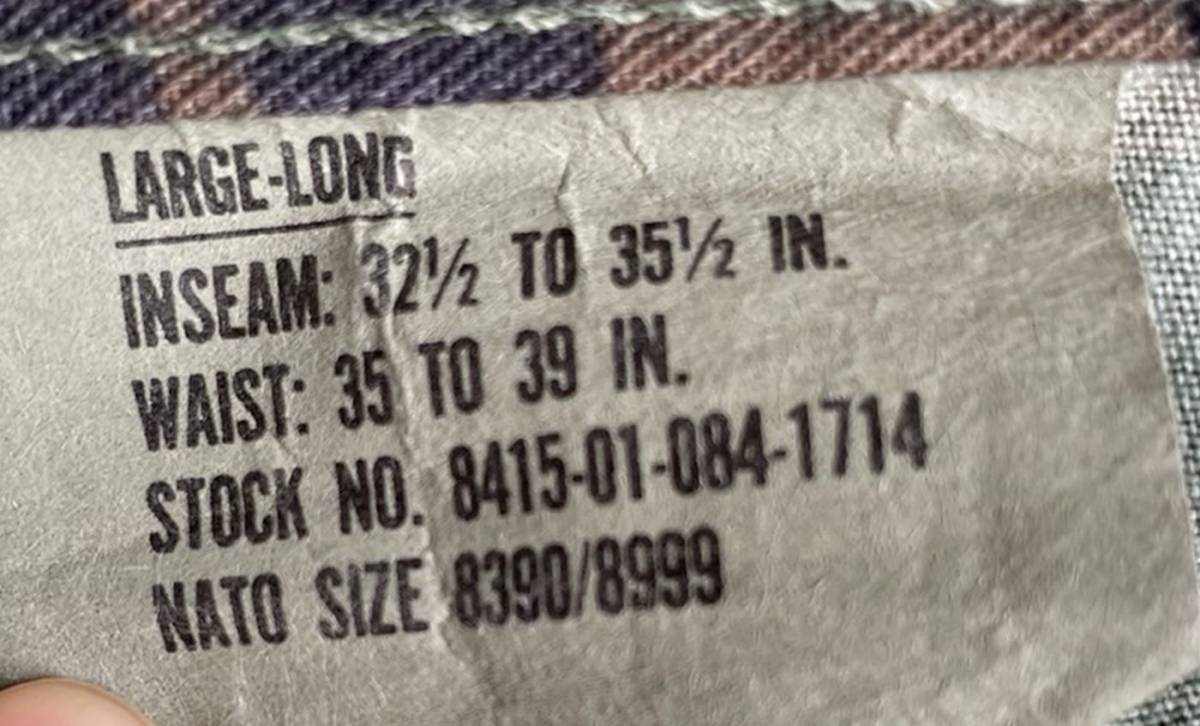 LARGE-LONG
INSEAM: 32½ TO 35½ IN.
WAIST: 35 TO 39 IN.
STOCK NO. 8415-01-084-1714
NATO SIZE 8390/8999